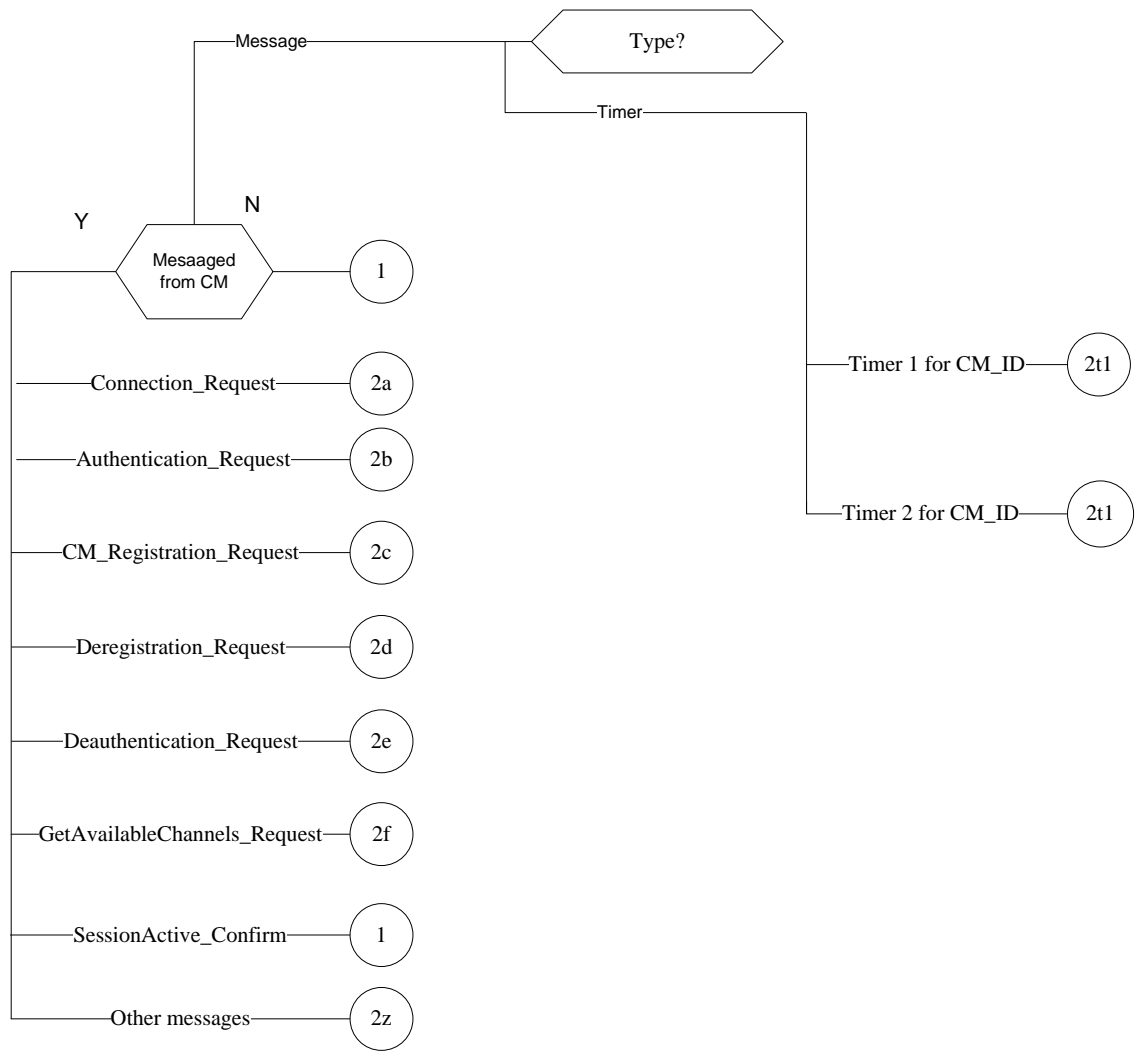 Message
Type?
Timer
Y
N
Mesaaged
from CM
1
Connection_Request
2a
Timer 1 for CM_ID
2t1
Authentication_Request
2b
Timer 2 for CM_ID
2t1
CM_Registration_Request
2c
Deregistration_Request
2d
Deauthentication_Request
2e
GetAvailableChannels_Request
2f
SessionActive_Confirm
1
Other messages
2z